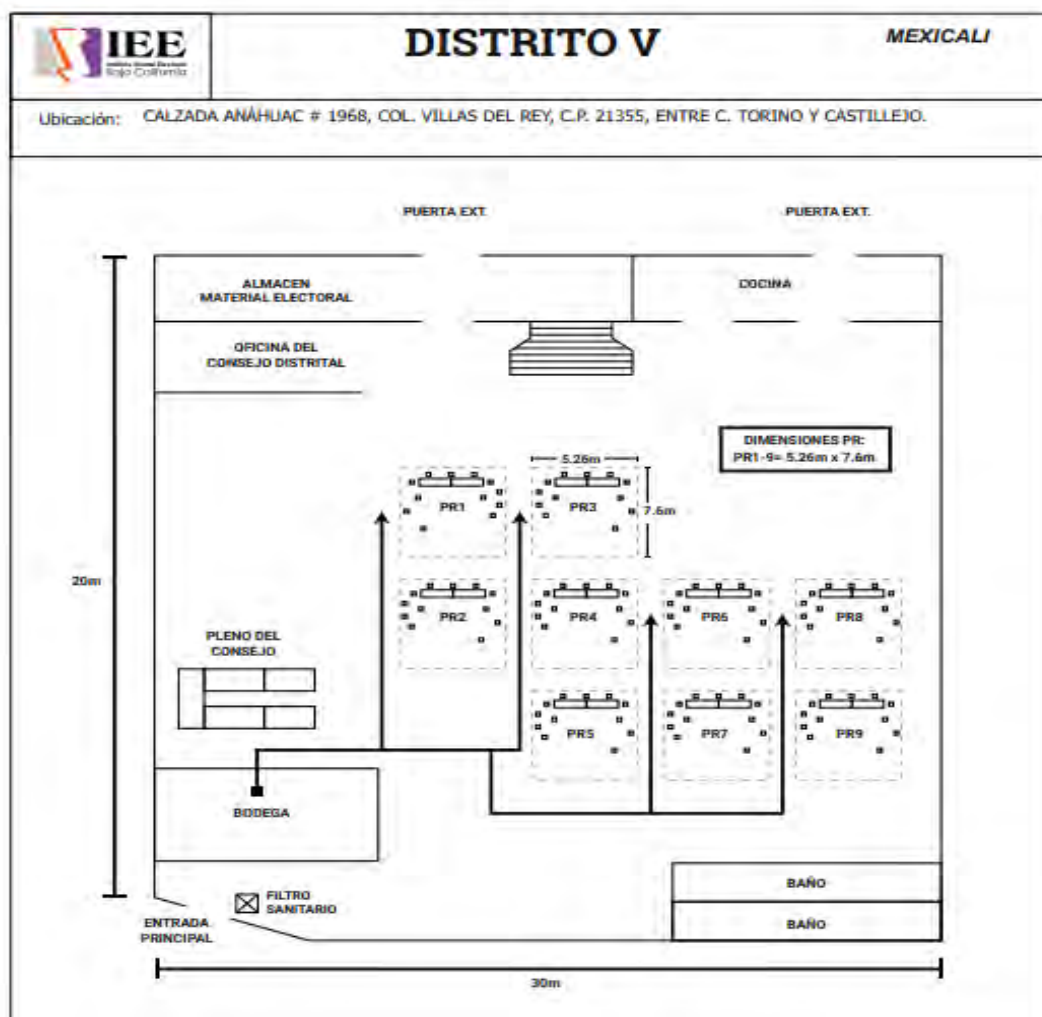 IEE
Baja California
DISTRITO V
MEXICALI
Ubicación: CALZADA ANÁHUAC # 1968, COL. VILLAS DEL REY, C.P. 21355, ENTRE C. TORINO Y CASTILLEJO.
PUERTA EXT.
PUERTA EXT.
ALMACEN
MATERIAL ELECTORAL
COCINA
OFICINA DEL
CONSEJO DISTRITAL
DIMENSIONES PR:
PR1-9= 5.26m x 7.6m
5.26m
PR1
PR3
7.6m
20m
PR2
PR4
PR6
PR8
PLENO DEL
CONSEJO
PR5
PR7
PR9
BODEGA
FILTRO
SANITARIO
BAÑO
BAÑO
ENTRADA
PRINCIPAL
30m